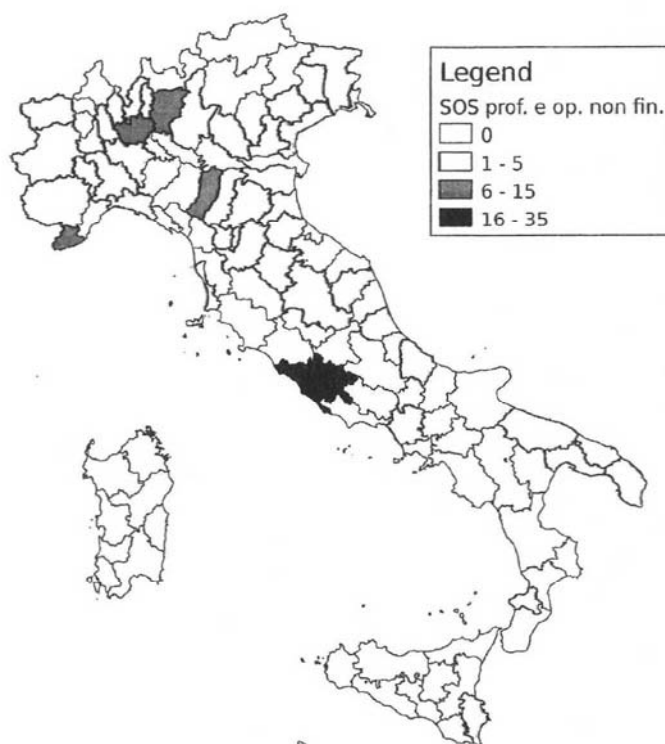 Legend
SOS prof. e op. non fin.
0
1 - 5
6 - 15
16 - 35